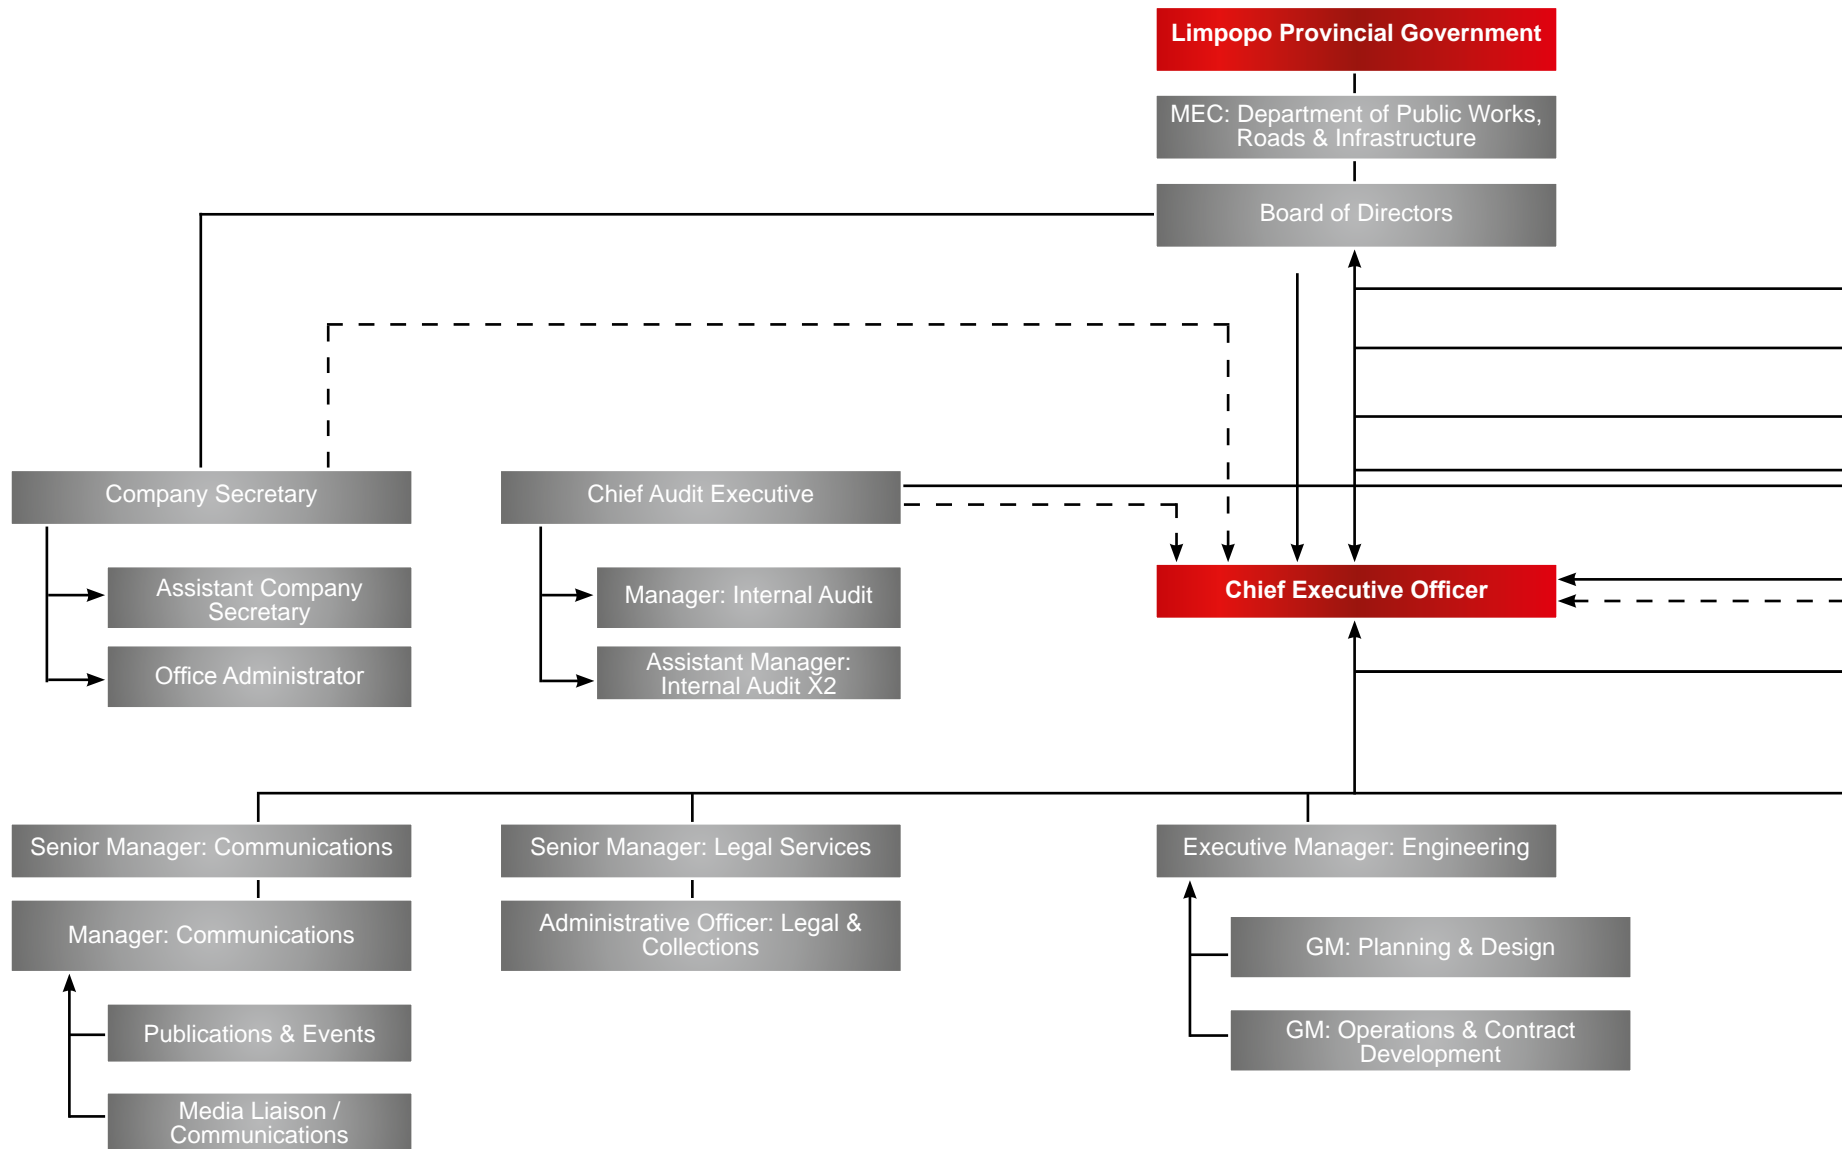 Limpopo Provincial Government
MEC: Department of Public Works,
Roads & Infrastructure
Board of Directors
Company Secretary
Chief Audit Executive
Assistant Company
Secretary
Office Administrator
Manager: Internal Audit
Assistant Manager:
Internal Audit X2
Chief Executive Officer
Senior Manager: Communications
Senior Manager: Legal Services
Executive Manager: Engineering
Manager: Communications
Administrative Officer: Legal &
Collections
GM: Planning & Design
Publications & Events
GM: Operations & Contract
Development
Media Liaison /
Communications